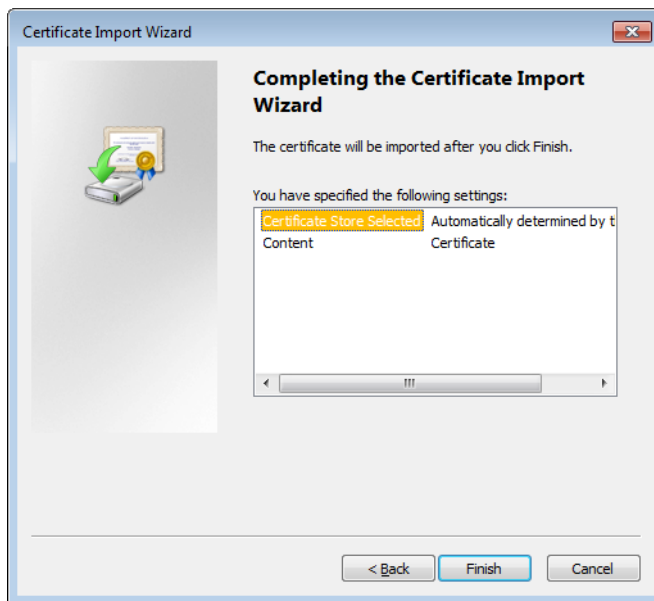 Certificate Import Wizard
Completing the Certificate Import
Wizard
The certificate will be imported after you click Finish.
You have specified the following settings:
Certificate Store Selected Automatically determined by t
Content Certificate
< Back Finish Cancel